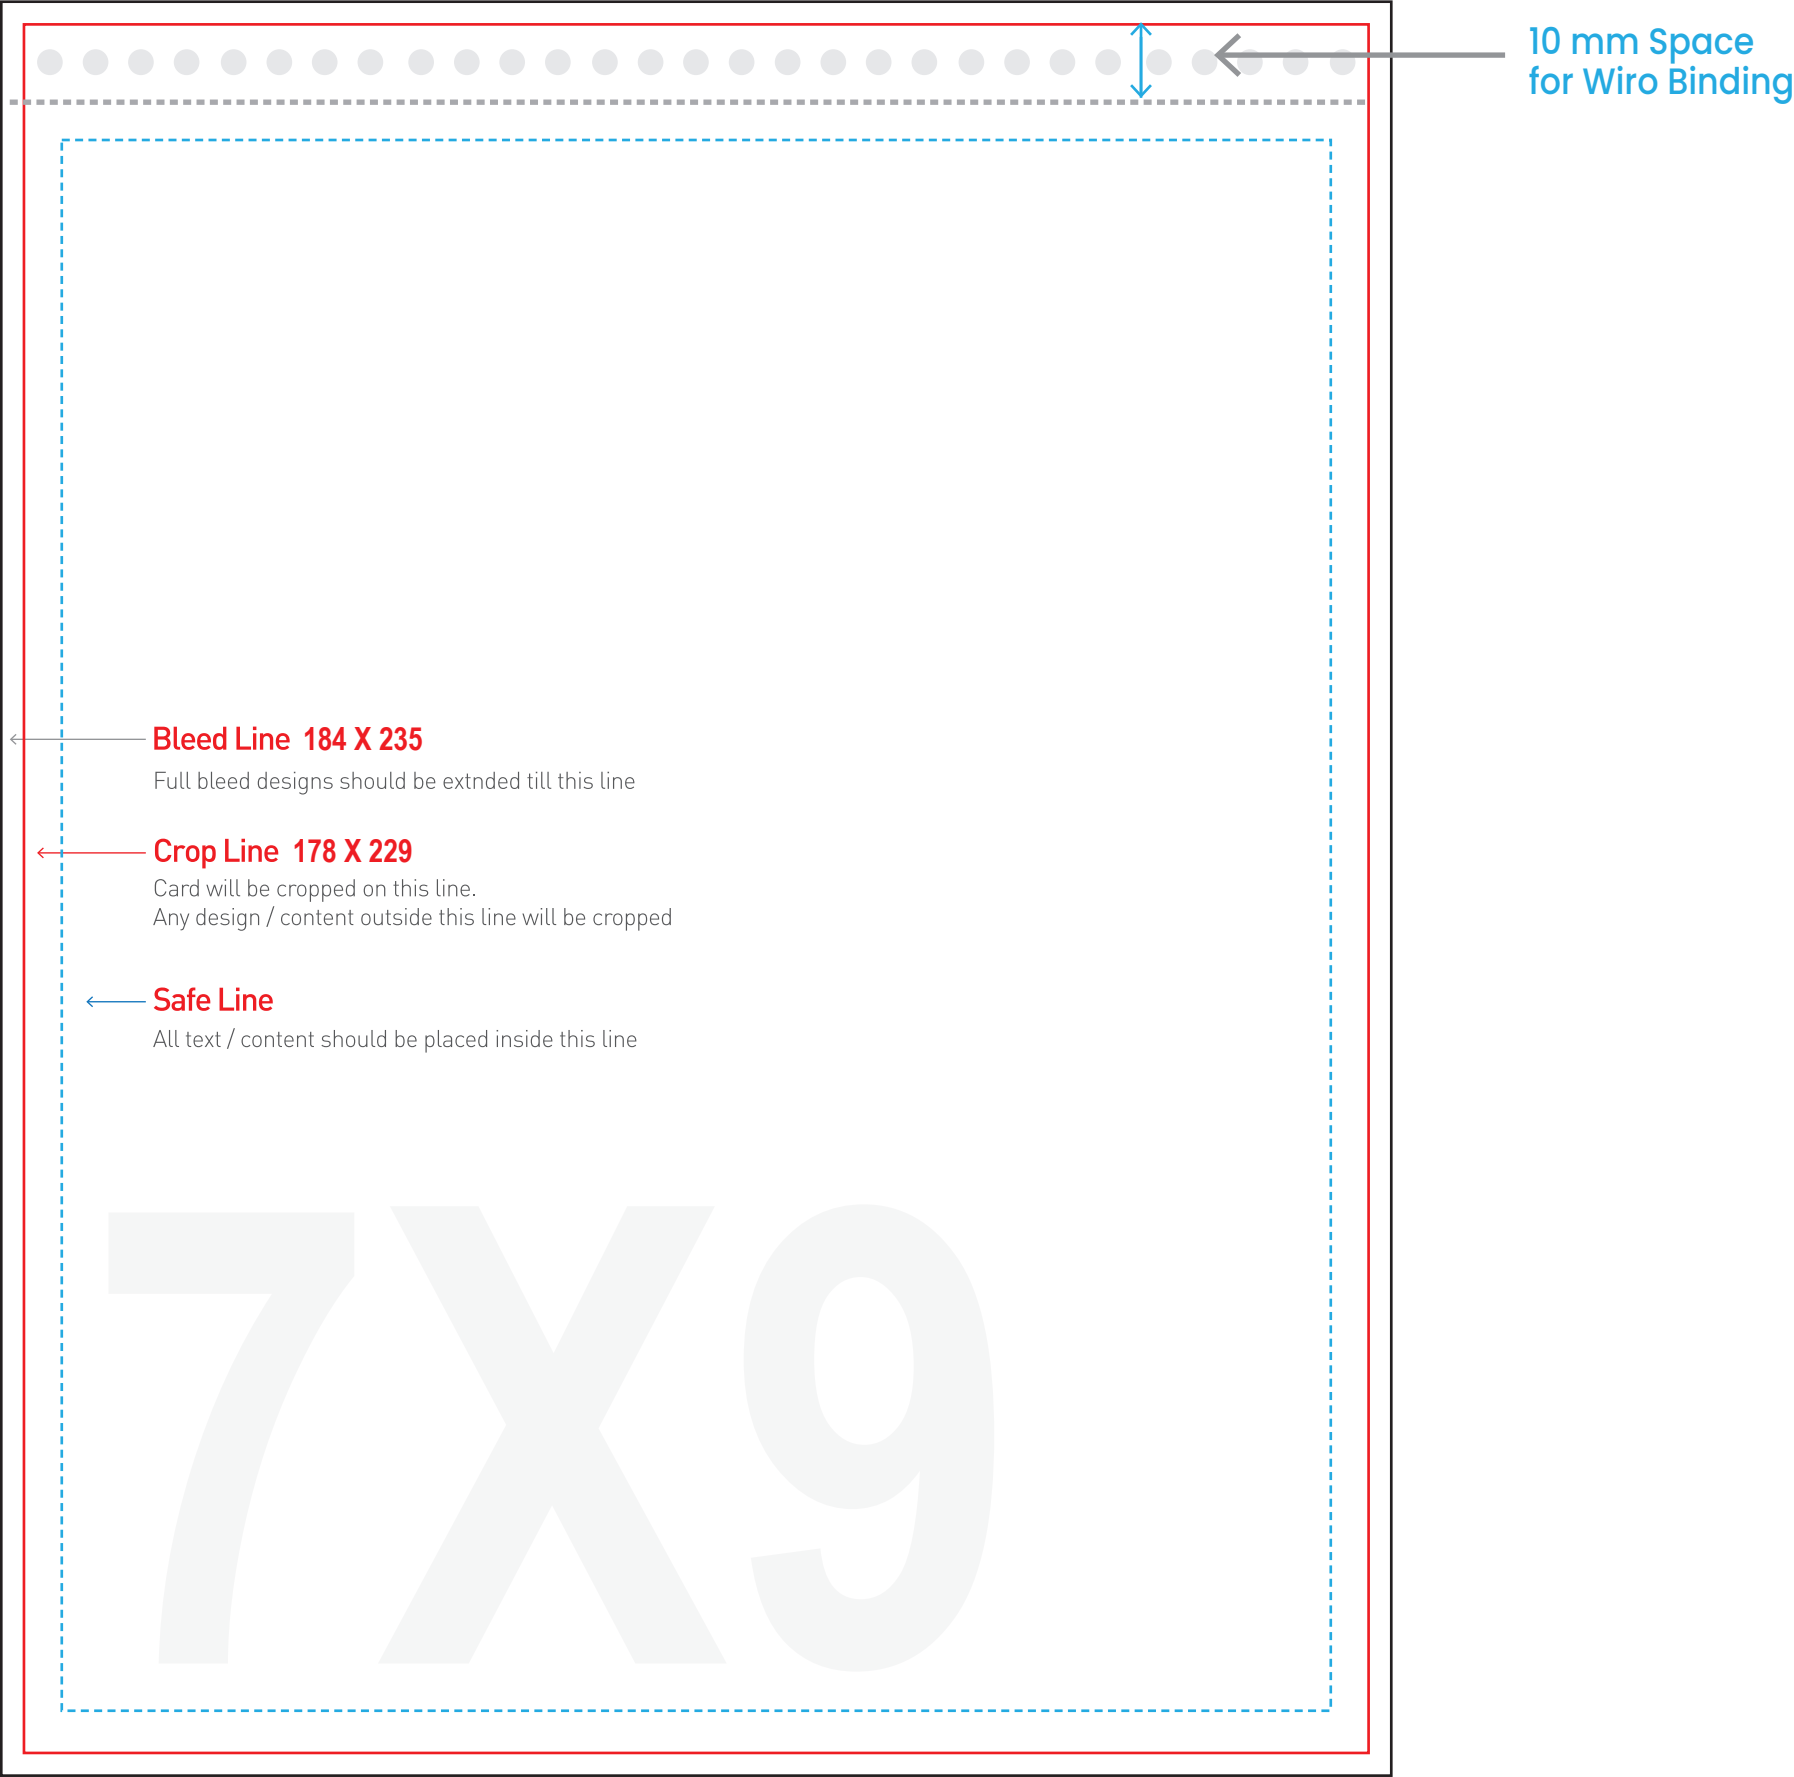 10 mm Space
for Wiro Binding
Bleed Line 184 X 235
Full bleed designs should be extnded till this line
Crop Line 178 X 229
Card will be cropped on this line.
Any design / content outside this line will be cropped
Safe Line
All text / content should be placed inside this line
7X9